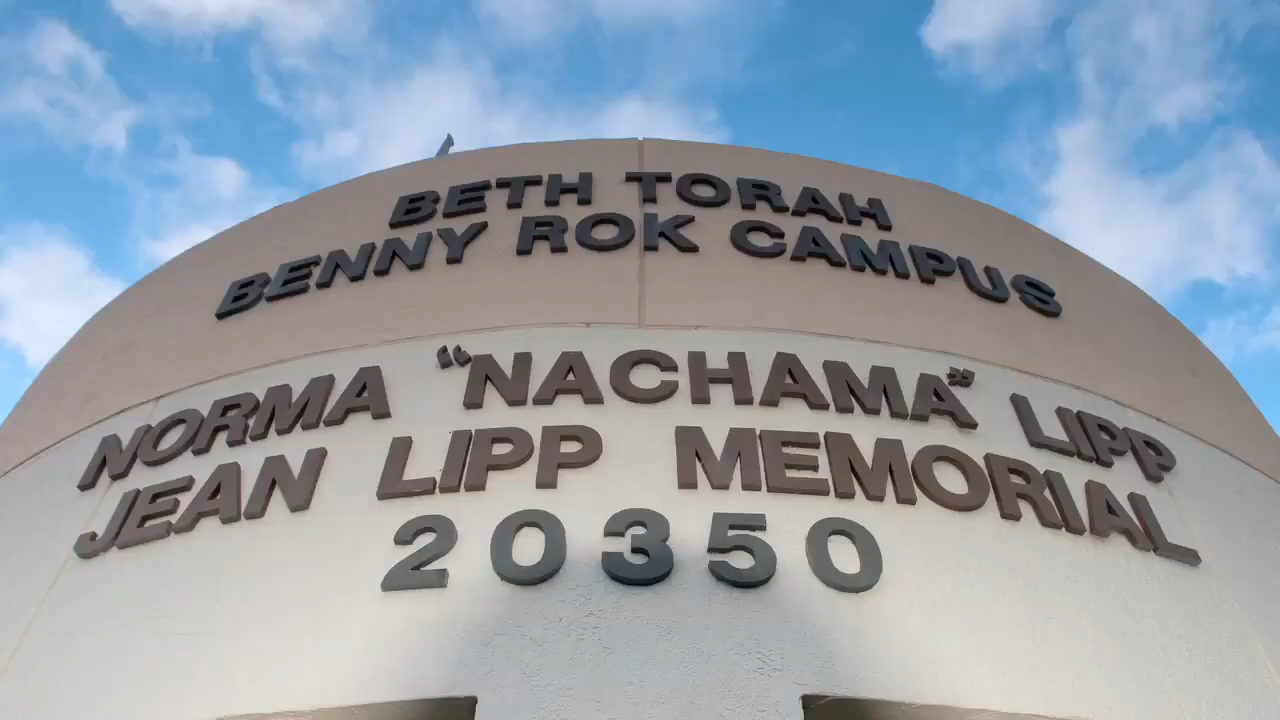 BETH TORAH
BENNY ROK CAMPUS
NORMA “NACHAMA” LIPP
JEAN LIPP MEMORIAL
20350